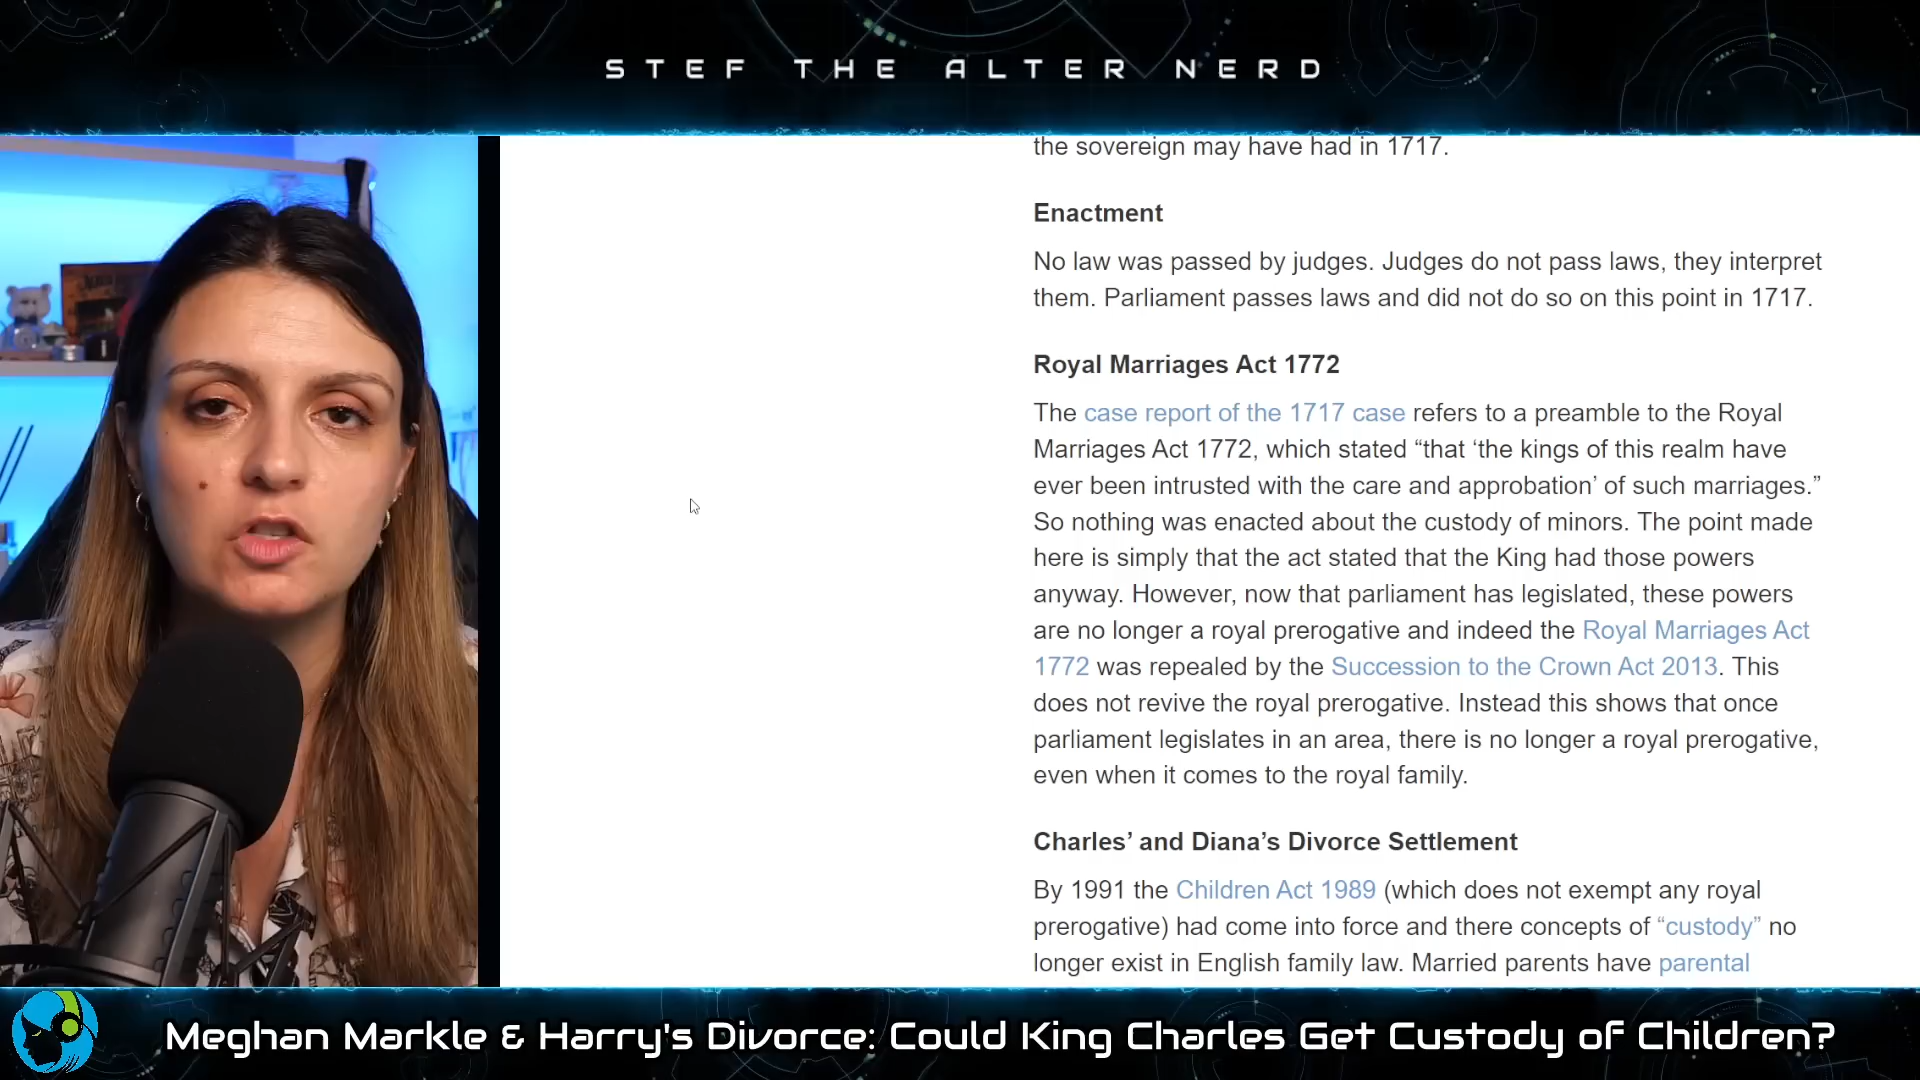 STEF THE ALTER NERD
the sovereign may have had in 1717.
Enactment
No law was passed by judges. Judges do not pass laws, they interpret
them. Parliament passes laws and did not do so on this point in 1717.
Royal Marriages Act 1772
The case report of the 1717 case refers to a preamble to the Royal
Marriages Act 1772, which stated “that ‘the kings of this realm have
ever been intrusted with the care and approbation’ of such marriages.”
So nothing was enacted about the custody of minors. The point made
here is simply that the act stated that the King had those powers
anyway. However, now that parliament has legislated, these powers
are no longer a royal prerogative and indeed the Royal Marriages Act
1772 was repealed by the Succession to the Crown Act 2013. This
does not revive the royal prerogative. Instead this shows that once
parliament legislates in an area, there is no longer a royal prerogative,
even when it comes to the royal family.
Charles’ and Diana’s Divorce Settlement
By 1991 the Children Act 1989 (which does not exempt any royal
prerogative) had come into force and there concepts of “custody” no
longer exist in English family law. Married parents have parental
Meghan Markle & Harry's Divorce: Could King Charles Get Custody of Children?